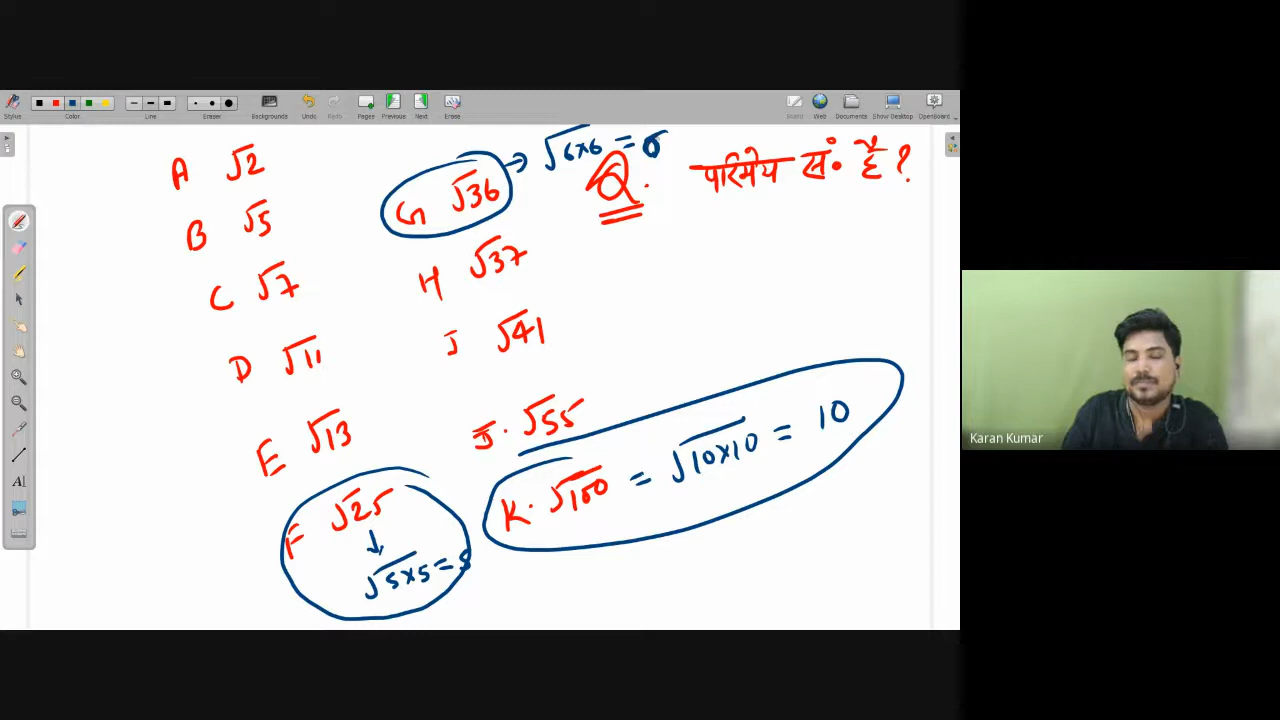 Stylus
Color
Line
Eraser
Backgrounds
Undo
Redo
Pages
Previous
Next
Erase
Board
Web
Documents
Show Desktop
OpenBoard
Q. परिमेय सं॰ है ?
A √2
B √5
C √7
D √11
E √13
F √25
√5×5 = 5
G √36 → √6×6 = 6
H √37
I √41
J. √55
K. √100 = √10×10 = 10
Karan Kumar